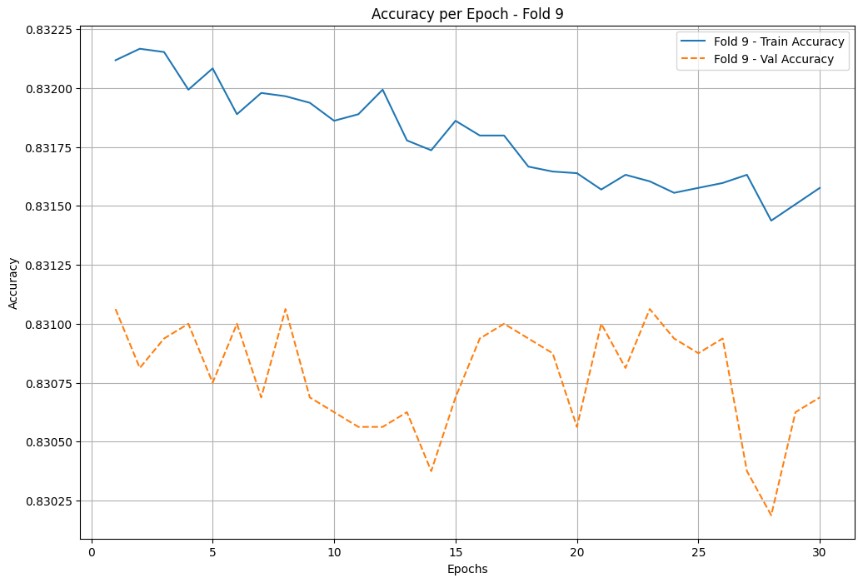 Accuracy per Epoch - Fold 9
Fold 9 - Train Accuracy
Fold 9 - Val Accuracy
0.83225
0.83200
0.83175
0.83150
0.83125
0.83100
0.83075
0.83050
0.83025
Accuracy
0 5 10 15 20 25 30
Epochs